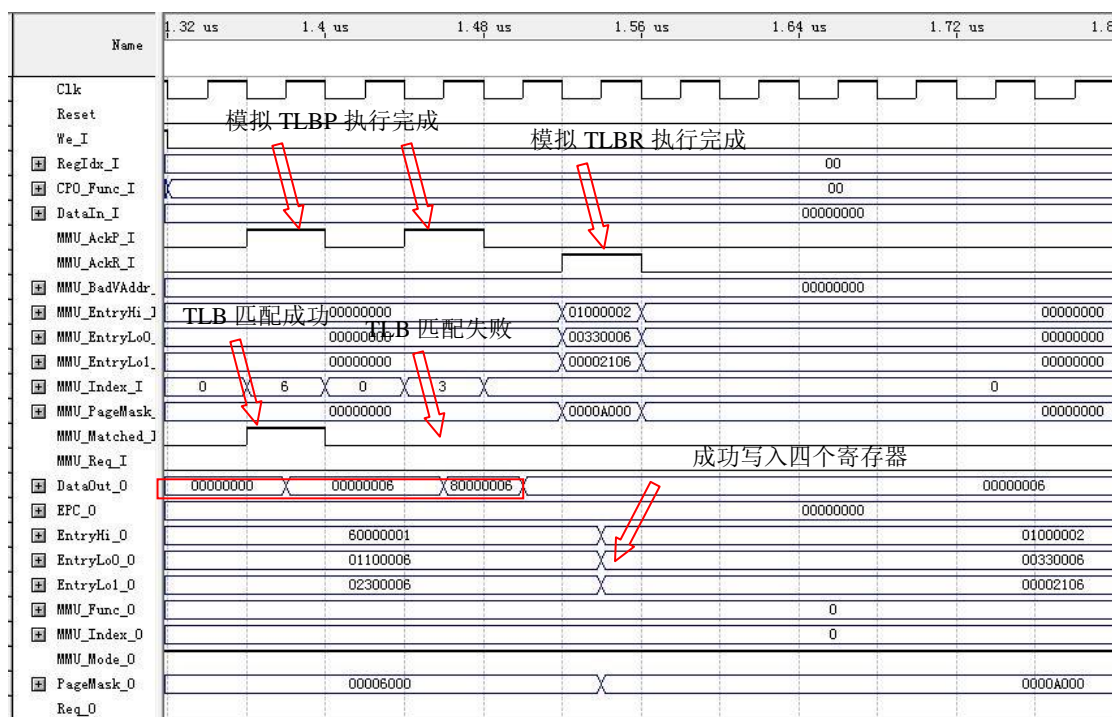 1.32 us 1.4 us 1.48 us 1.56 us 1.64 us 1.72 us 1.8
Name
Clk
Reset
模拟 TLBP 执行完成
We_I
模拟 TLBR 执行完成
RegIdx_I 00
CPO_Func_I 00
DataIn_I 00000000
MMU_AckP_I
MMU_AckR_I
MMU_BadVAddr_ 00000000
MMU_EntryHi_I 00000000 01000002 00000000
TLB 匹配成功
TLB 匹配失败
MMU_EntryLo0_ 00000000 00330006 00000000
MMU_EntryLo1_ 00000000 00002106 00000000
MMU_Index_I 0 6 0 3 0
MMU_PageMask_ 00000000 0000A000 00000000
MMU_Matched_I
MMU_Req_I
成功写入四个寄存器
DataOut_O 00000000 00000006 80000006 00000006
EPC_O 00000000
EntryHi_O 60000001 01000002
EntryLo0_O 01100006 00330006
EntryLo1_O 02300006 00002106
MMU_Func_O 0
MMU_Index_O 0
MMU_Mode_O
PageMask_O 00006000 0000A000
Req_O